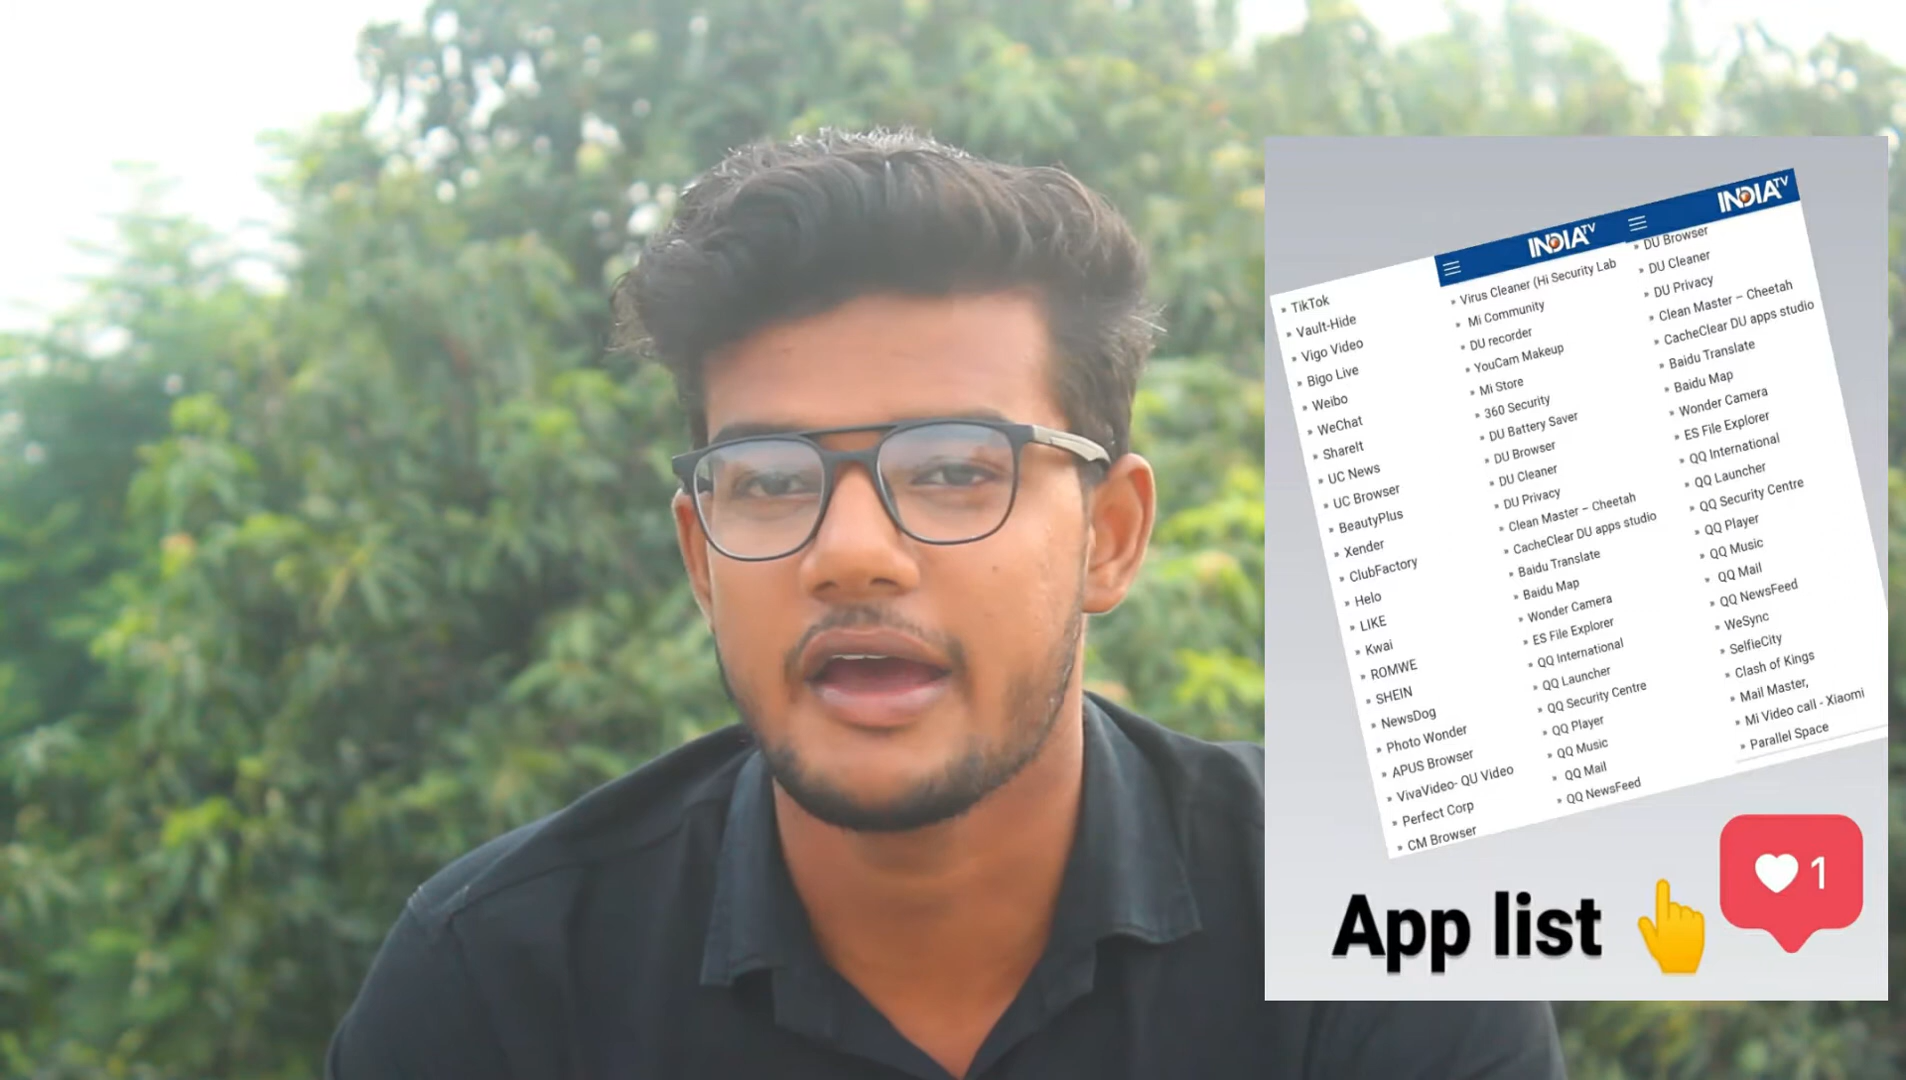 TikTok
Vault-Hide
Vigo Video
Bigo Live
Weibo
WeChat
ShareIt
UC News
UC Browser
BeautyPlus
Xender
ClubFactory
Helo
LIKE
Kwai
ROMWE
SHEIN
NewsDog
Photo Wonder
APUS Browser
VivaVideo- QU Video
Perfect Corp
CM Browser
INDIA TV
Virus Cleaner (Hi Security Lab
Mi Community
DU recorder
YouCam Makeup
Mi Store
360 Security
DU Battery Saver
DU Browser
DU Cleaner
DU Privacy
Clean Master – Cheetah
CacheClear DU apps studio
Baidu Translate
Baidu Map
Wonder Camera
ES File Explorer
QQ International
QQ Launcher
QQ Security Centre
QQ Player
QQ Music
QQ Mail
QQ NewsFeed
INDIA TV
DU Browser
DU Cleaner
DU Privacy
Clean Master – Cheetah
CacheClear DU apps studio
Baidu Translate
Baidu Map
Wonder Camera
ES File Explorer
QQ International
QQ Launcher
QQ Security Centre
QQ Player
QQ Music
QQ Mail
QQ NewsFeed
WeSync
SelfieCity
Clash of Kings
Mail Master,
Mi Video call - Xiaomi
Parallel Space
App list
1